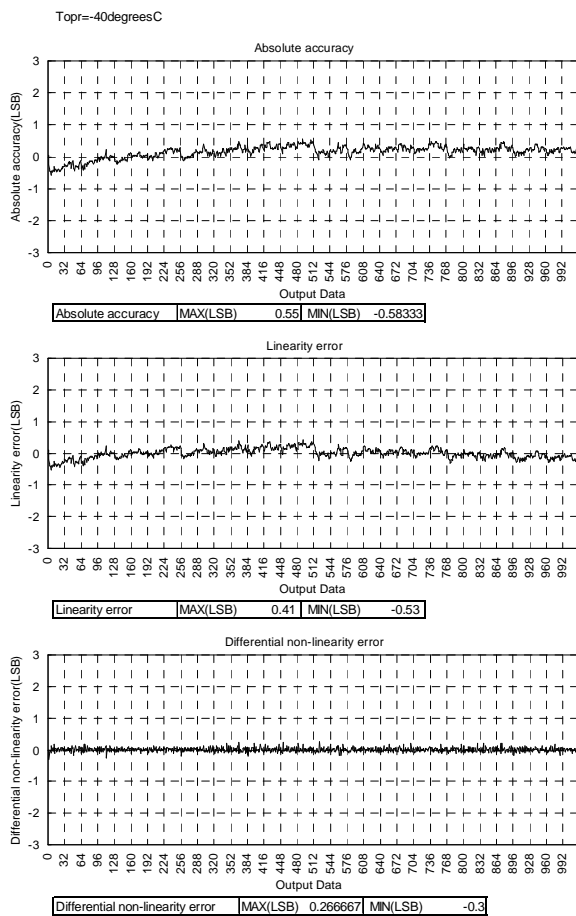 Topr=-40degreesC
Absolute accuracy
Absolute accuracy(LSB)
3
2
1
0
-1
-2
-3
0 32 64 96 128 160 192 224 256 288 320 352 384 416 448 480 512 544 576 608 640 672 704 736 768 800 832 864 896 928 960 992
Output Data
Absolute accuracy MAX(LSB) 0.55 MIN(LSB) -0.58333
Linearity error
Linearity error(LSB)
3
2
1
0
-1
-2
-3
0 32 64 96 128 160 192 224 256 288 320 352 384 416 448 480 512 544 576 608 640 672 704 736 768 800 832 864 896 928 960 992
Output Data
Linearity error MAX(LSB) 0.41 MIN(LSB) -0.53
Differential non-linearity error
Differential non-linearity error(LSB)
3
2
1
0
-1
-2
-3
0 32 64 96 128 160 192 224 256 288 320 352 384 416 448 480 512 544 576 608 640 672 704 736 768 800 832 864 896 928 960 992
Output Data
Differential non-linearity error MAX(LSB) 0.266667 MIN(LSB) -0.3